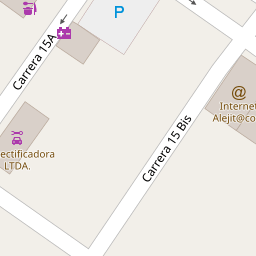 P
Carrera 15A
@
Internet
Alejit@co
Carrera 15 Bis
ectificadora
LTDA.